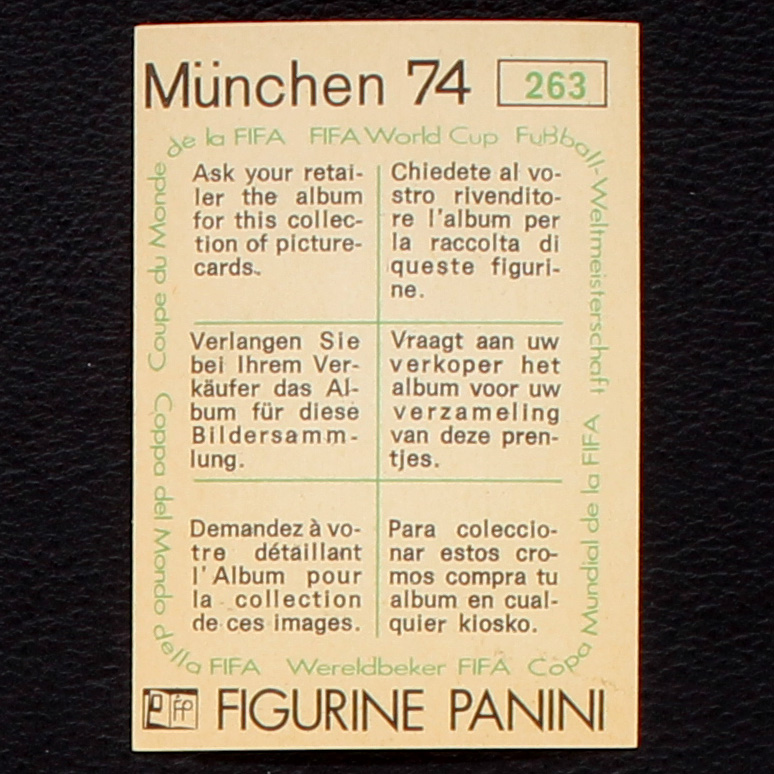 München 74 263
de la FIFA FIFA World Cup Fußball-Weltmeisterschaft
Ask your retai-
ler the album
for this collec-
tion of picture-
cards.
Chiedete al vo-
stro rivendito-
re l'album per
la raccolta di
queste figuri-
ne.
Verlangen Sie
bei Ihrem Ver-
käufer das Al-
bum für diese
Bildersamm-
lung.
Vraagt aan uw
verkoper het
album voor uw
verzameling
van deze pren-
tjes.
Demandez à vo-
tre détaillant
l'Album pour
la collection
de ces images.
Para coleccio-
nar estos cro-
mos compra tu
album en cual-
quier kiosko.
Coupe du Monde
Coppa del Mondo
della FIFA Wereldbeker FIFA Copa Mundial de la FIFA
FP FIGURINE PANINI